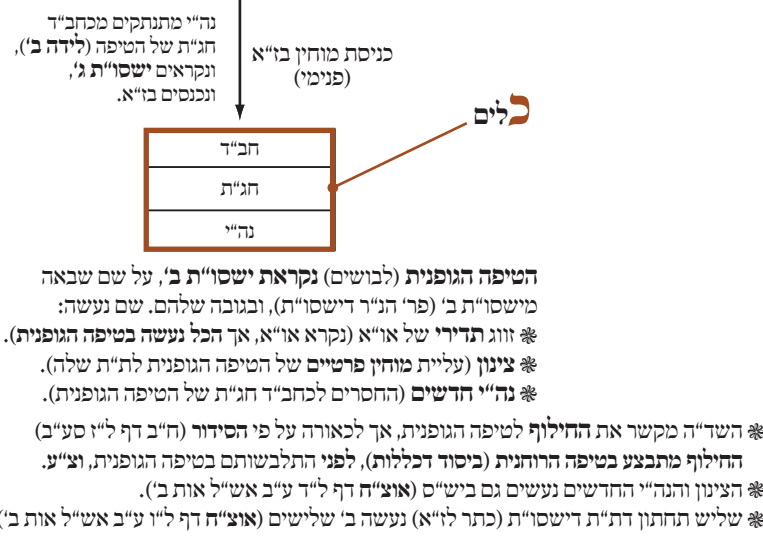 נה״י מתנתקים מכחב״ד
חג״ת של הטיפה (לידה ב׳),
ונקראים ישסו״ת ג׳,
ונכנסים בז״א.
כניסת מוחין בז״א
(פנימי)
כלים
חב״ד
חג״ת
נה״י
הטיפה הגופנית (לבושים) נקראת ישסו״ת ב׳, על שם שבאה
מישסו״ת ב׳ (פר׳ הנ״ר דישסו״ת), ובגובה שלהם. שם נעשה:
❃ זווג תדירי של או״א (נקרא או״א, אך הכל נעשה בטיפה הגופנית).
❃ צינון (עליית מוחין פרטיים של הטיפה הגופנית לת״ת שלה).
❃ נה״י חדשים (החסרים לכחב״ד חג״ת של הטיפה הגופנית).
❃ השד״ה מקשר את החילוף לטיפה הגופנית, אך לכאורה על פי הסידור (ח״ב דף ל״ז סע״ב)
החילוף מתבצע בטיפה הרוחנית (ביסוד דכללות), לפני התלבשותם בטיפה הגופנית, וצ״ע.
❃ הצינון והנה״י החדשים נעשים גם ביש״ס (אוצ״ח דף ל״ד ע״ב אש״ל אות ב׳).
❃ שליש תחתון דת״ת דישסו״ת (כתר לז״א) נעשה ב׳ שלישים (אוצ״ח דף ל״ו ע״ב אש״ל אות ב׳)